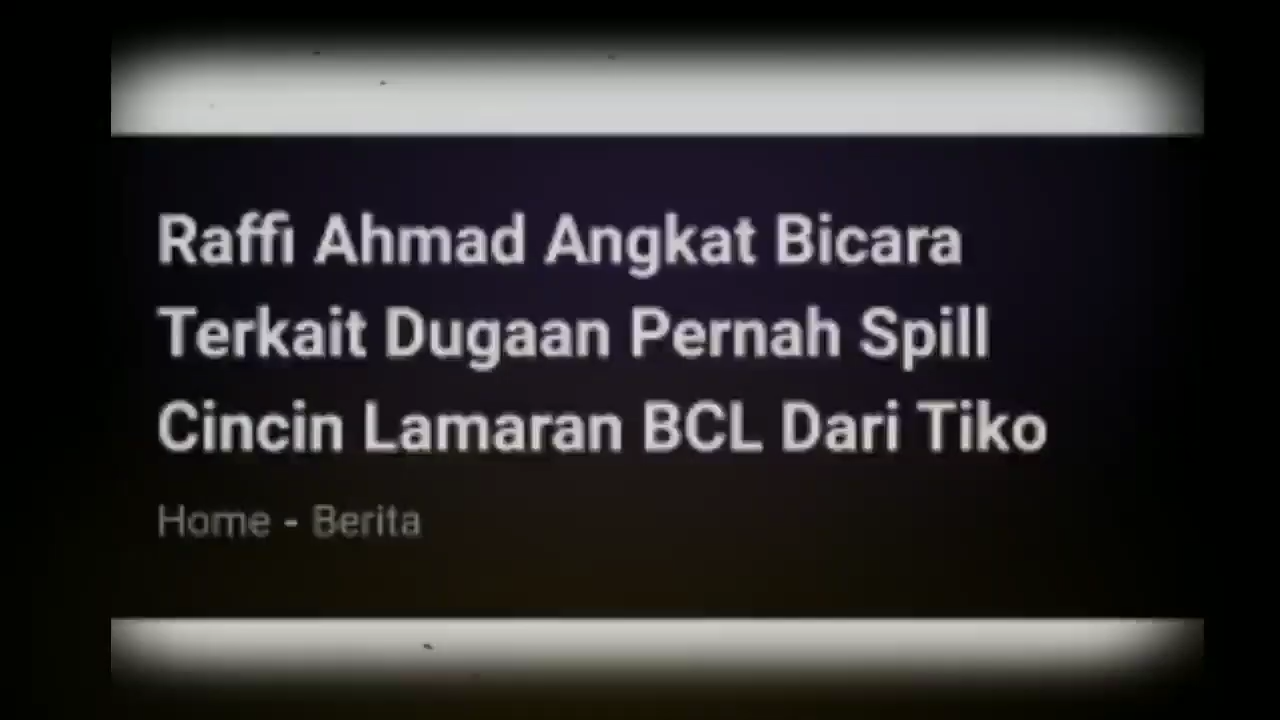 Raffi Ahmad Angkat Bicara
Terkait Dugaan Pernah Spill
Cincin Lamaran BCL Dari Tiko
Home - Berita